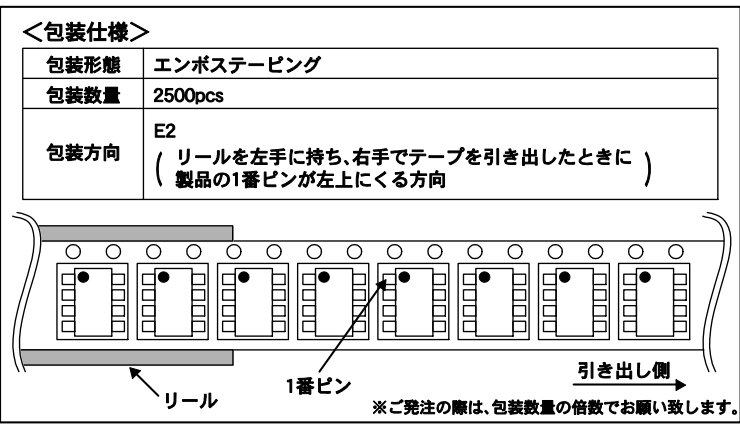 ＜包装仕様＞
包装形態 エンボステーピング
包装数量 2500pcs
包装方向 E2
( リールを左手に持ち、右手でテープを引き出したときに
製品の1番ピンが左上にくる方向 )
リール
1番ピン
引き出し側
※ご発注の際は、包装数量の倍数でお願い致します。